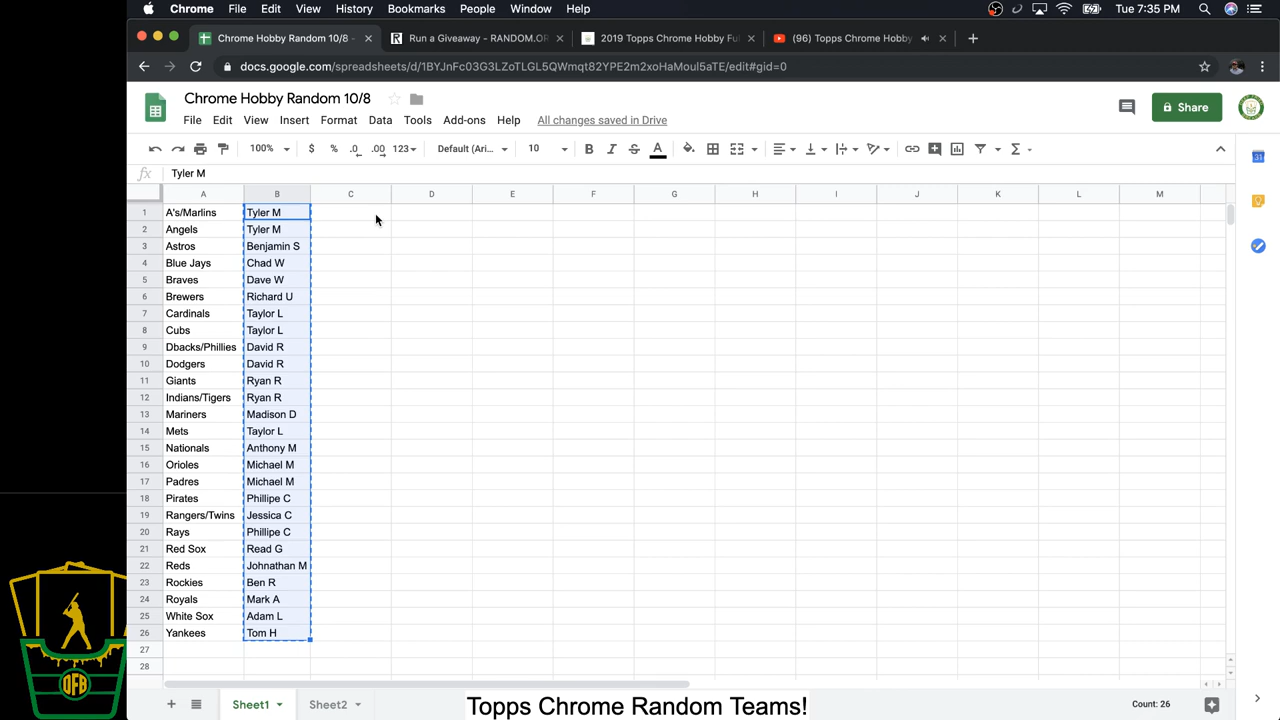 Chrome File Edit View History Bookmarks People Window Help Tue 7:35 PM
Chrome Hobby Random 10/8 - Run a Giveaway - RANDOM.OR 2019 Topps Chrome Hobby Fu (96) Topps Chrome Hobby
docs.google.com/spreadsheets/d/1BYJnFc03G3LZoTLGL5QWmqt82YPE2m2xoHaMoul5aTE/edit#gid=0
Chrome Hobby Random 10/8
Share
File Edit View Insert Format Data Tools Add-ons Help All changes saved in Drive
100% $ % .0 .00 123 Default (Ari... 10 B I S A
fx Tyler M
A B C D E F G H I J K L M
1 A's/Marlins Tyler M
2 Angels Tyler M
3 Astros Benjamin S
4 Blue Jays Chad W
5 Braves Dave W
6 Brewers Richard U
7 Cardinals Taylor L
8 Cubs Taylor L
9 Dbacks/Phillies David R
10 Dodgers David R
11 Giants Ryan R
12 Indians/Tigers Ryan R
13 Mariners Madison D
14 Mets Taylor L
15 Nationals Anthony M
16 Orioles Michael M
17 Padres Michael M
18 Pirates Phillipe C
19 Rangers/Twins Jessica C
20 Rays Phillipe C
21 Red Sox Read G
22 Reds Johnathan M
23 Rockies Ben R
24 Royals Mark A
25 White Sox Adam L
26 Yankees Tom H
27
28
Sheet1 Sheet2 Count: 26
Topps Chrome Random Teams!
OFB
31